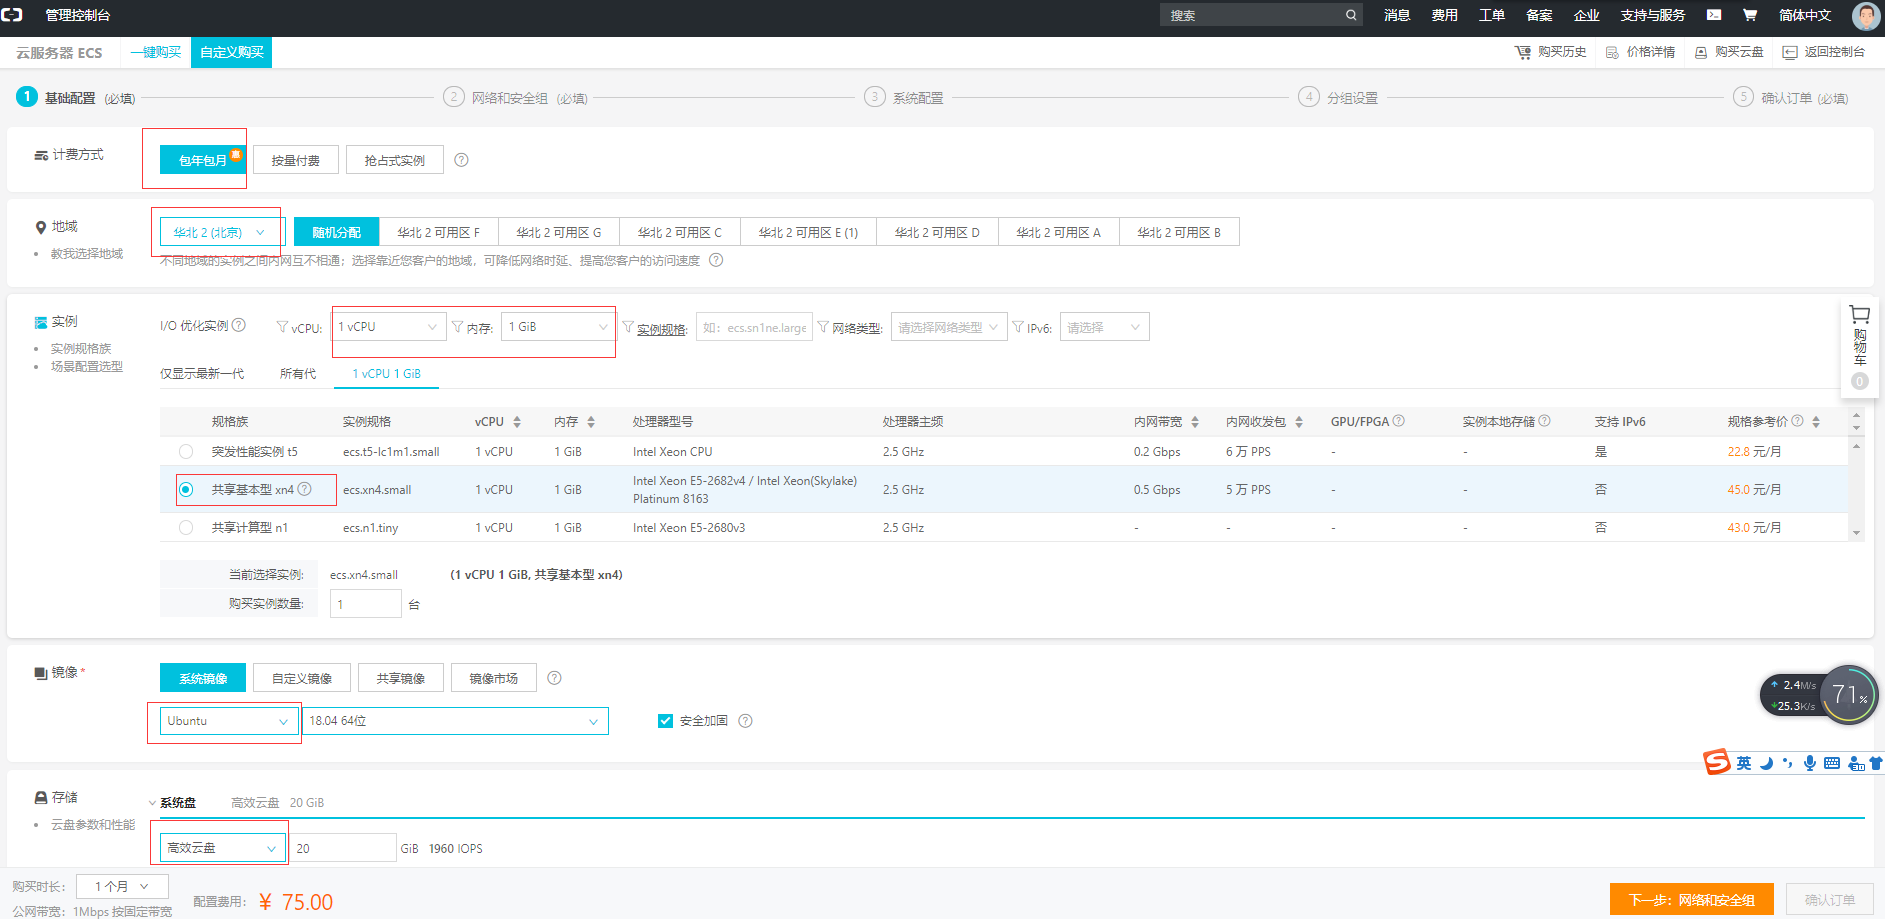 管理控制台 搜索 消息 费用 工单 备案 企业 支持与服务 简体中文
云服务器 ECS 一键购买 自定义购买 购买历史 价格详情 购买云盘 返回控制台
1 基础配置 (必填) 2 网络和安全组 (必填) 3 系统配置 4 分组设置 5 确认订单 (必填)
计费方式 包年包月 惠 按量付费 抢占式实例 ?
地域 华北 2 (北京) 随机分配 华北 2 可用区 F 华北 2 可用区 G 华北 2 可用区 C 华北 2 可用区 E (1) 华北 2 可用区 D 华北 2 可用区 A 华北 2 可用区 B
• 教我选择地域 不同地域的实例之间内网互不相通；选择靠近您客户的地域，可降低网络时延、提高您客户的访问速度 ?
实例 I/O 优化实例 ? vCPU: 1 vCPU 内存: 1 GiB 实例规格: 如：ecs.sn1ne.large 网络类型: 请选择网络类型 IPv6: 请选择
• 实例规格族
• 场景配置选型
仅显示最新一代 所有代 1 vCPU 1 GiB
规格族 实例规格 vCPU 内存 处理器型号 处理器主频 内网带宽 内网收发包 GPU/FPGA ? 实例本地存储 ? 支持 IPv6 规格参考价 ?
突发性能实例 t5 ecs.t5-lc1m1.small 1 vCPU 1 GiB Intel Xeon CPU 2.5 GHz 0.2 Gbps 6 万 PPS - - 是 22.8 元/月
共享基本型 xn4 ? ecs.xn4.small 1 vCPU 1 GiB Intel Xeon E5-2682v4 / Intel Xeon(Skylake) Platinum 8163 2.5 GHz 0.5 Gbps 5 万 PPS - - 否 45.0 元/月
共享计算型 n1 ecs.n1.tiny 1 vCPU 1 GiB Intel Xeon E5-2680v3 2.5 GHz - - - - 否 43.0 元/月
当前选择实例: ecs.xn4.small (1 vCPU 1 GiB, 共享基本型 xn4)
购买实例数量: 1 台
购物车
0
镜像 * 系统镜像 自定义镜像 共享镜像 镜像市场 ?
Ubuntu 18.04 64位 安全加固 ?
2.4M/s
25.3K/s
71%
英
存储 系统盘 高效云盘 20 GiB
• 云盘参数和性能
高效云盘 20 GiB 1960 IOPS
购买时长: 1 个月 配置费用: ¥ 75.00 下一步：网络和安全组 确认订单
公网带宽: 1Mbps 按固定带宽